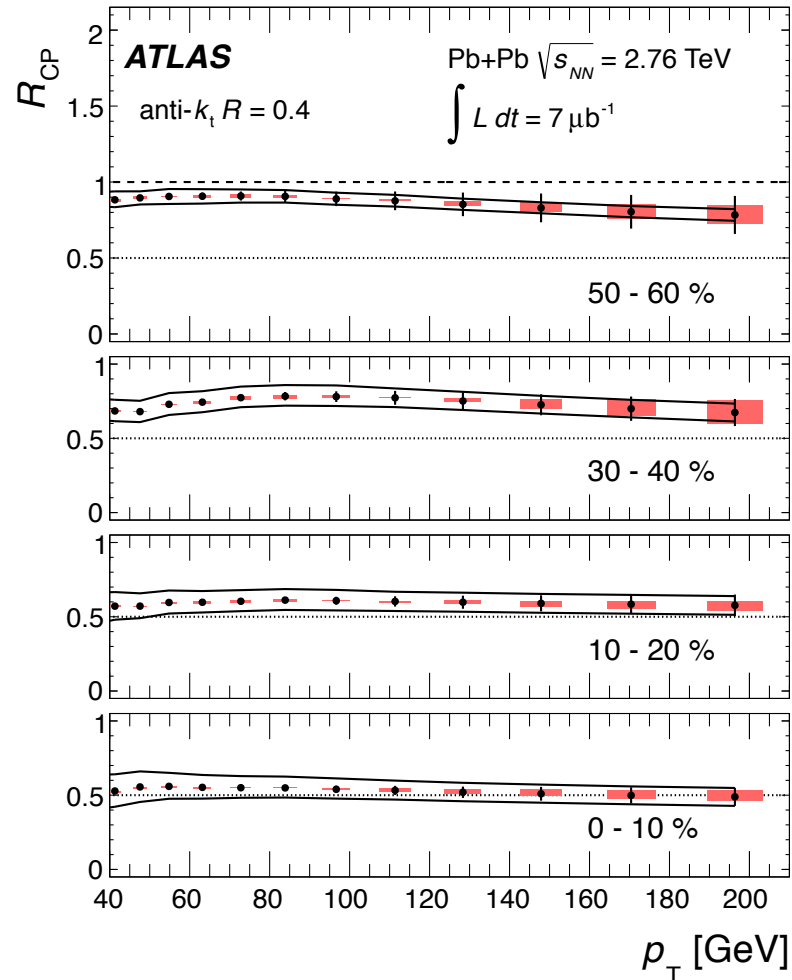 R_CP
2
1.5
1
0.5
0
ATLAS
anti-k_t R = 0.4
Pb+Pb √s_NN = 2.76 TeV
∫ L dt = 7 μb⁻¹
50 - 60 %
1
0.5
0
30 - 40 %
1
0.5
0
10 - 20 %
1
0.5
0
0 - 10 %
40 60 80 100 120 140 160 180 200
p_T [GeV]